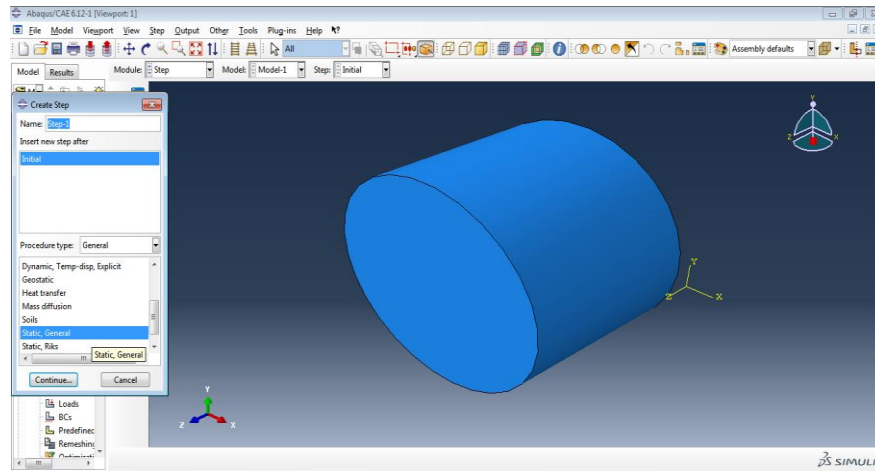 Abaqus/CAE 6.12-1 [Viewport: 1]
File Model Viewport View Step Output Other Tools Plug-ins Help
All
Assembly defaults
Model Results
Module: Step Model: Model-1 Step: Initial
Create Step
Name: Step-1
Insert new step after
Initial
Procedure type: General
Dynamic, Temp-disp, Explicit
Geostatic
Heat transfer
Mass diffusion
Soils
Static, General
Static, Riks
Static, General
Continue... Cancel
Loads
BCs
Predefined
Remeshing
Y
Z
X
Y
Z
X
Y
Z
X
SIMULI